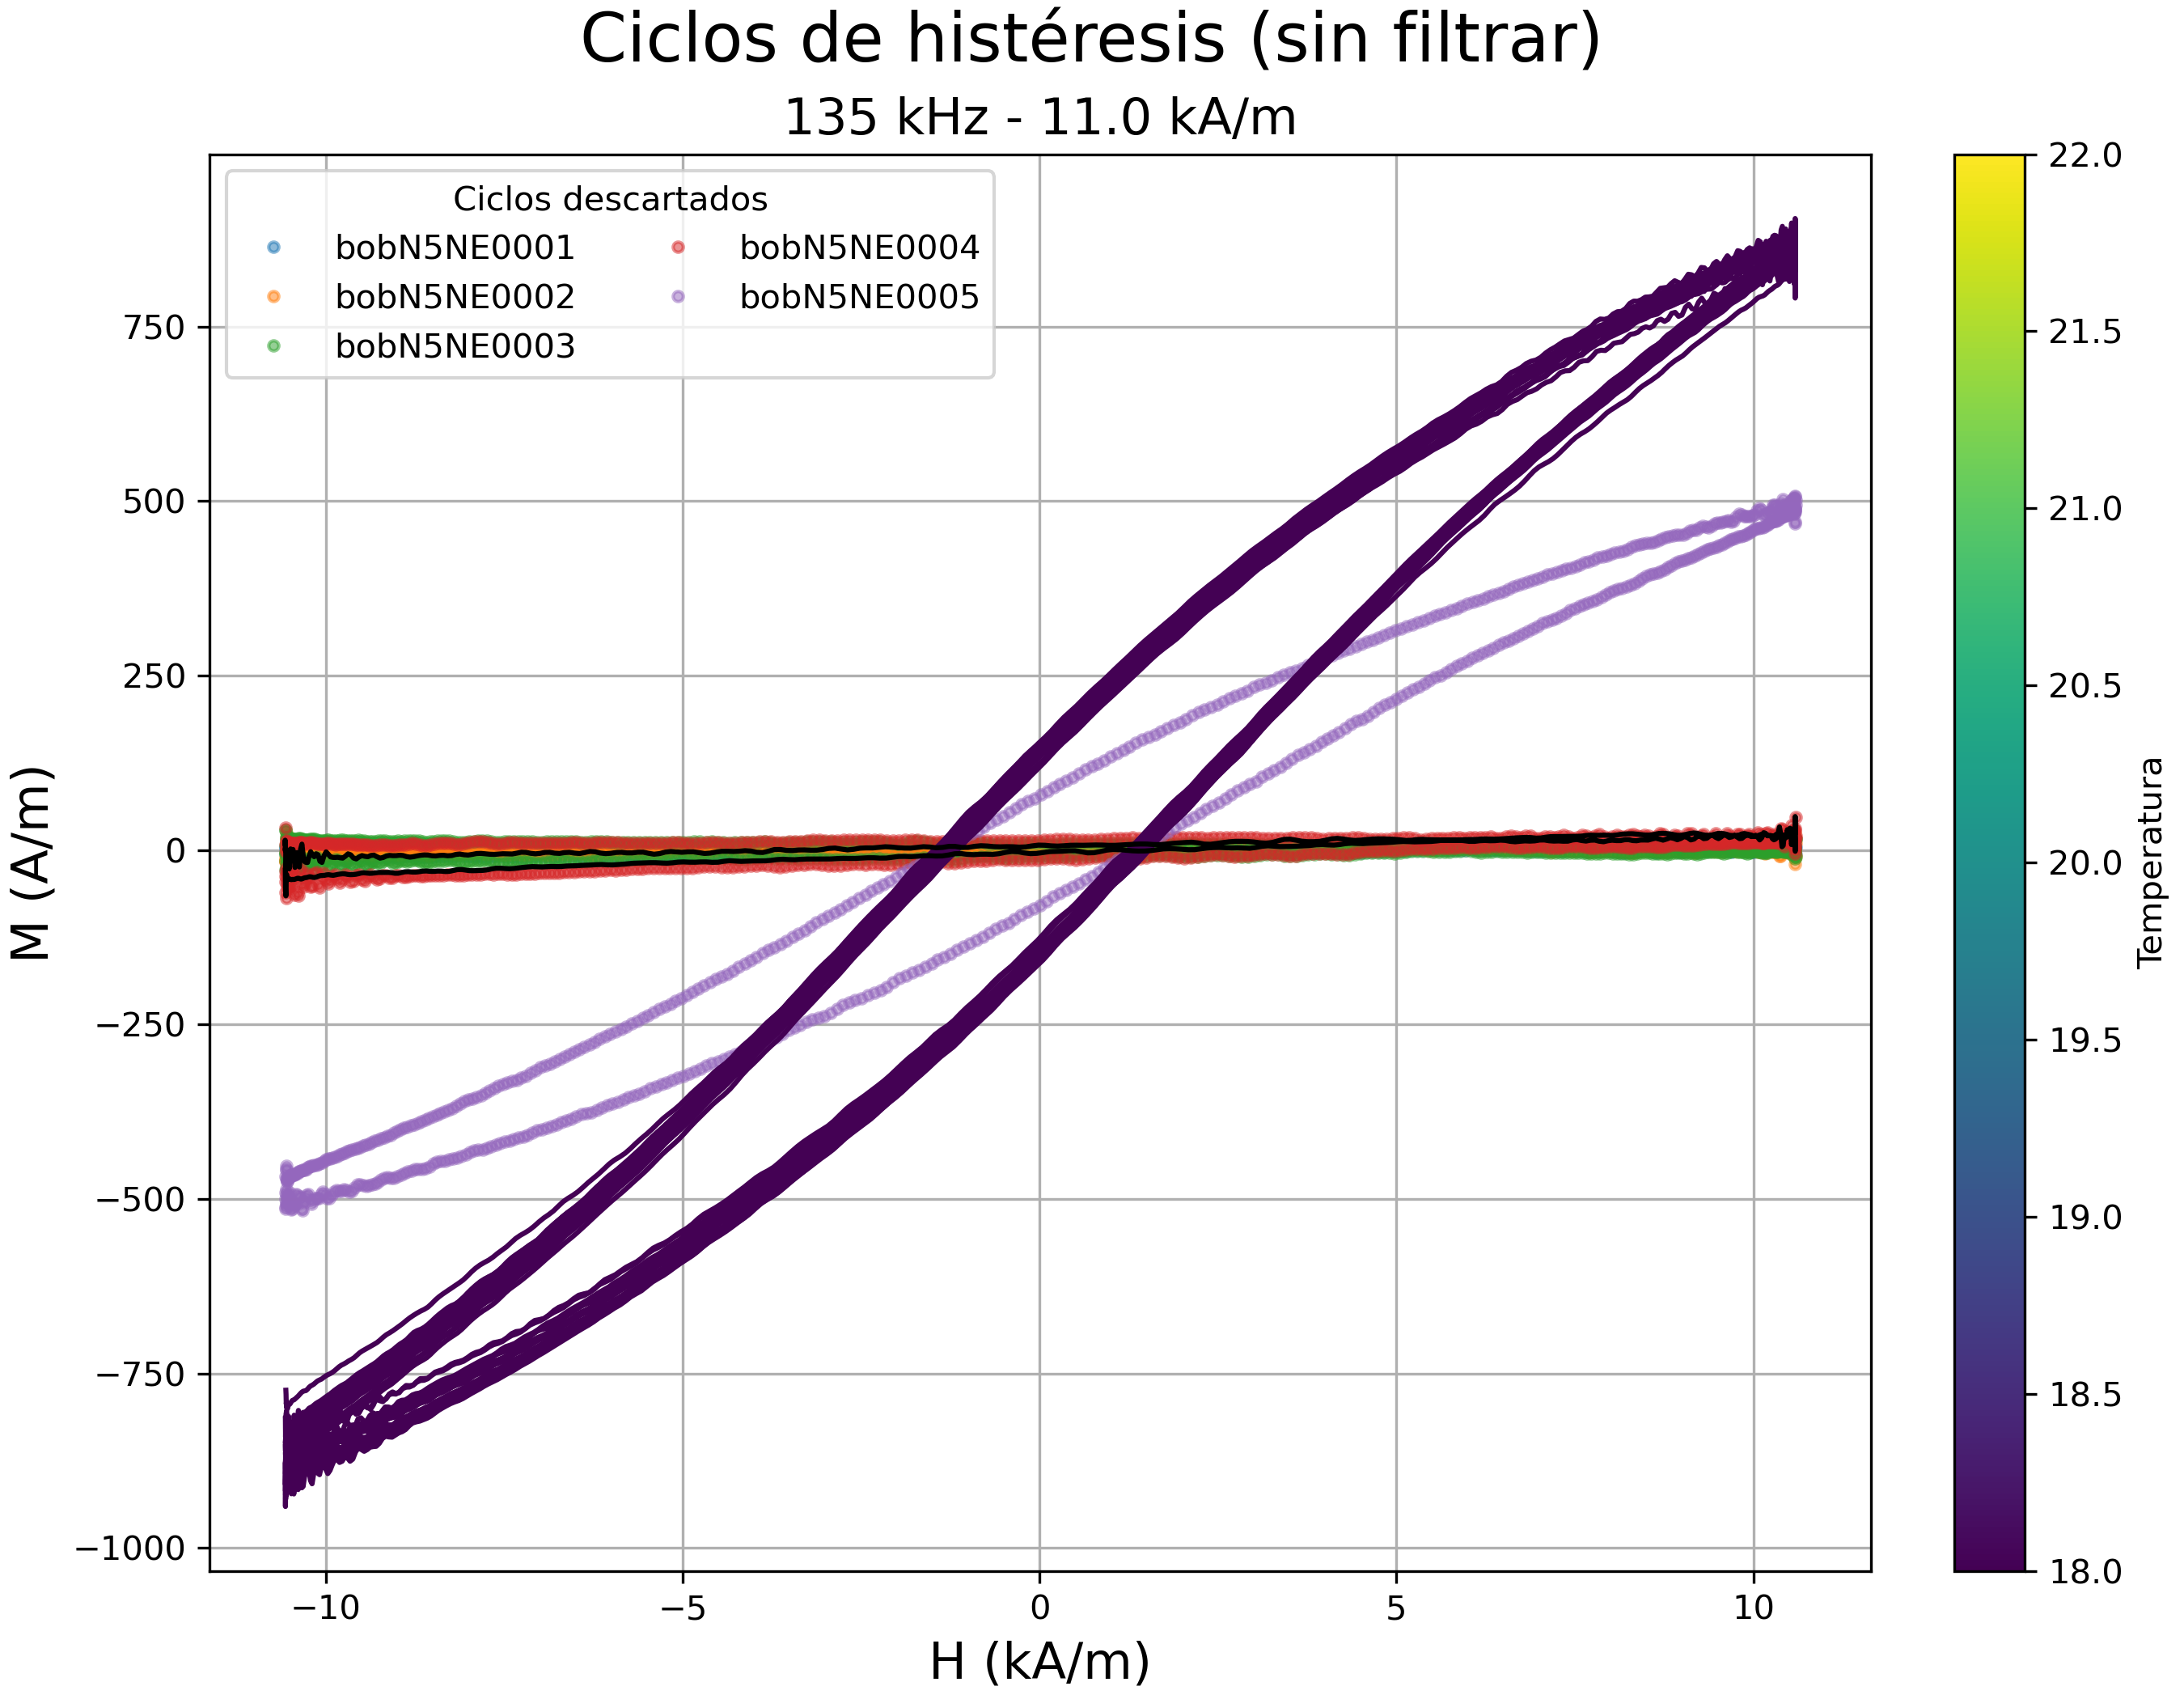 Ciclos de histéresis (sin filtrar)
135 kHz - 11.0 kA/m
Ciclos descartados
bobN5NE0001
bobN5NE0002
bobN5NE0003
bobN5NE0004
bobN5NE0005
750
500
250
0
−250
−500
−750
−1000
M (A/m)
−10
−5
0
5
10
H (kA/m)
22.0
21.5
21.0
20.5
20.0
19.5
19.0
18.5
18.0
Temperatura